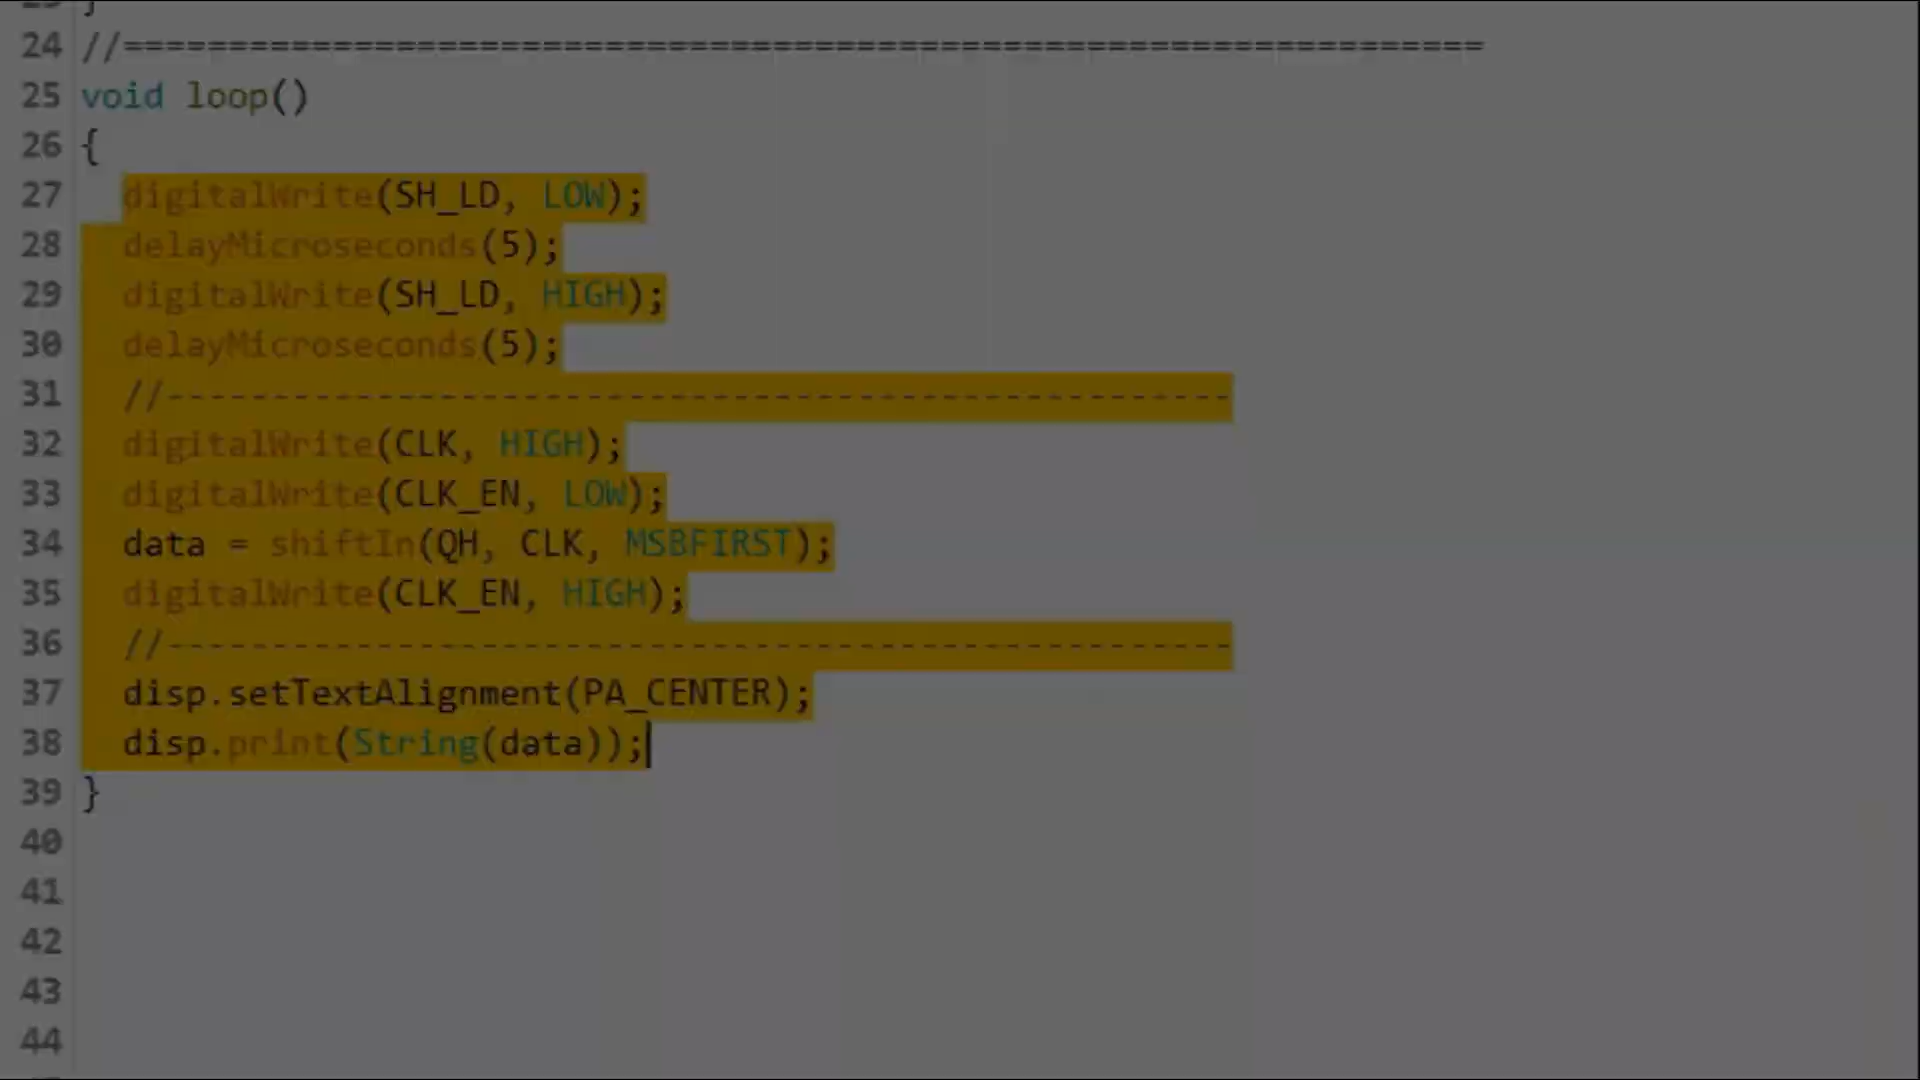 24 //=================================================================
25 void loop()
26 {
27 digitalWrite(SH_LD, LOW);
28 delayMicroseconds(5);
29 digitalWrite(SH_LD, HIGH);
30 delayMicroseconds(5);
31 //---------------------------------------------------
32 digitalWrite(CLK, HIGH);
33 digitalWrite(CLK_EN, LOW);
34 data = shiftIn(QH, CLK, MSBFIRST);
35 digitalWrite(CLK_EN, HIGH);
36 //---------------------------------------------------
37 disp.setTextAlignment(PA_CENTER);
38 disp.print(String(data));
39 }
40
41
42
43
44